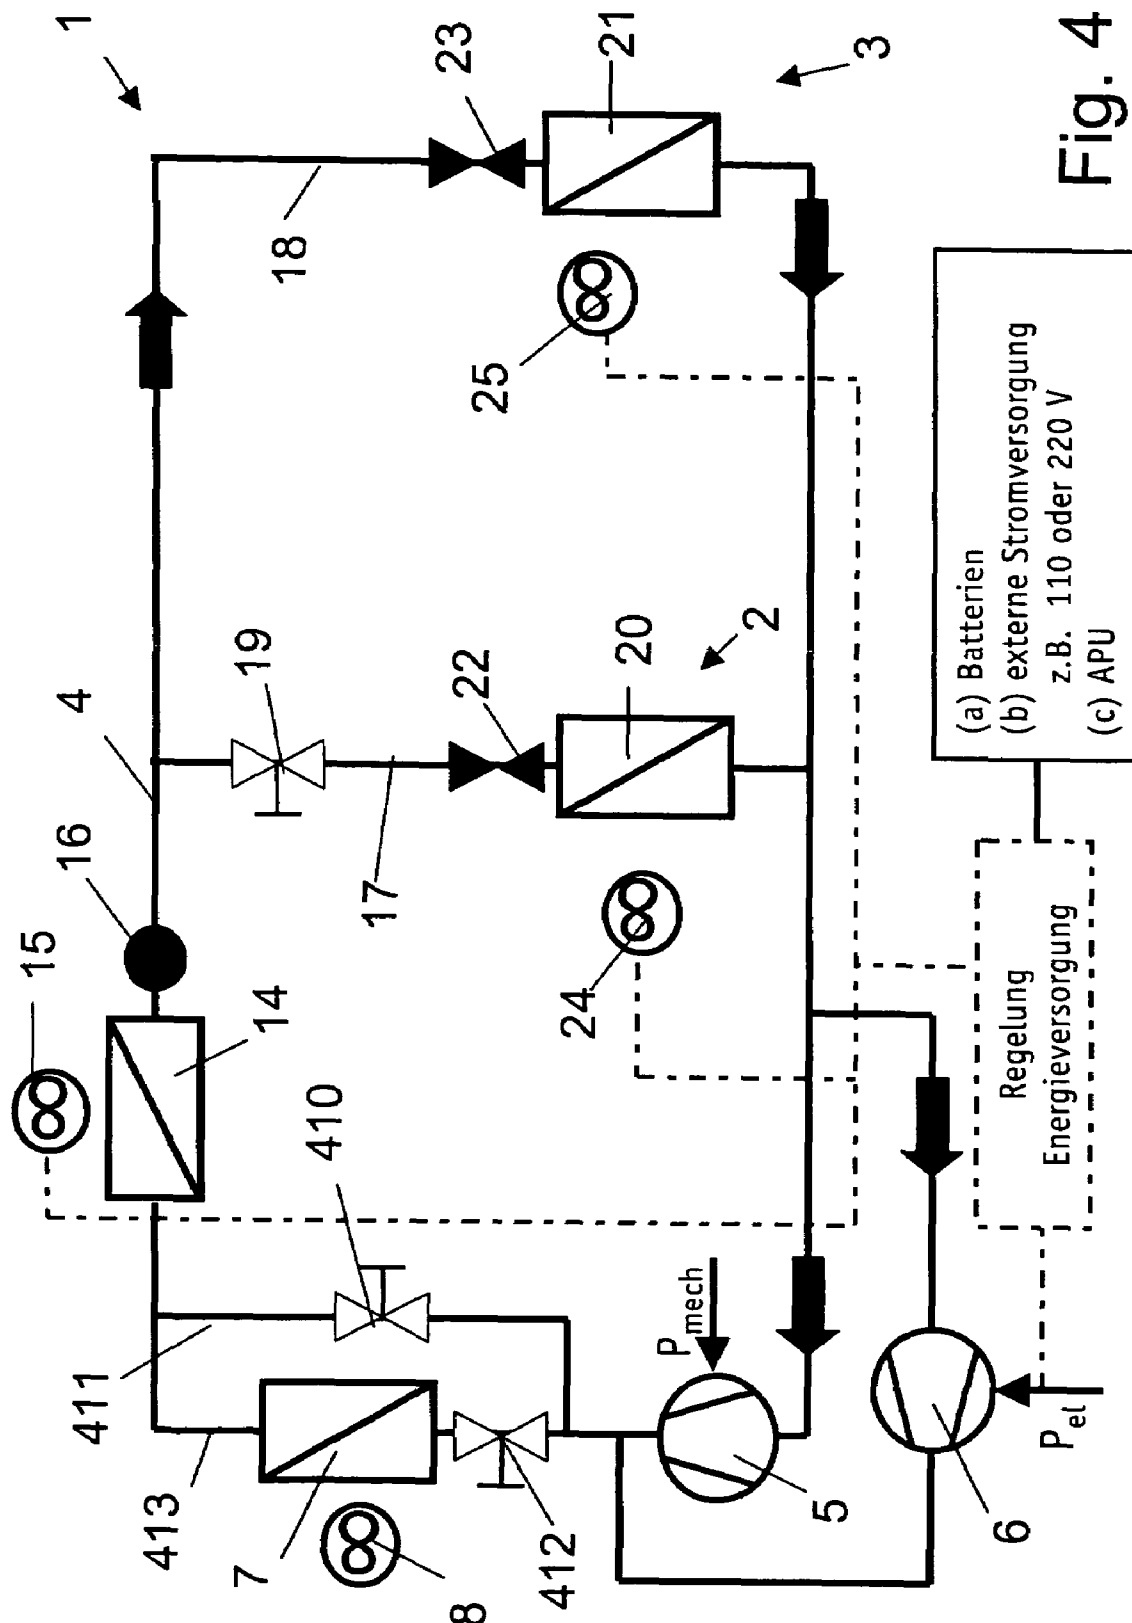 1
4
16
15
14
410
411
413
7
8
412
5
6
P mech
P el
19
22
20
2
17
24
18
23
21
3
25
(a) Batterien
(b) externe Stromversorgung
z.B. 110 oder 220 V
(c) APU
Regelung
Energieversorgung
Fig. 4